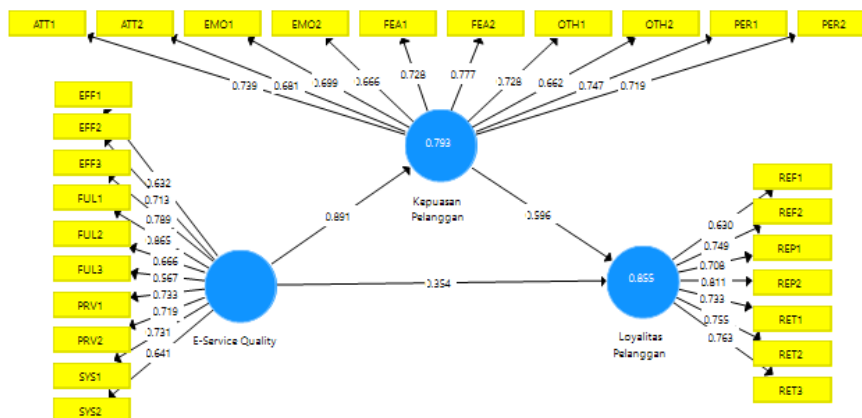 ATT1
ATT2
EMO1
EMO2
FEA1
FEA2
OTH1
OTH2
PER1
PER2
0.739
0.681
0.699
0.666
0.728
0.777
0.728
0.662
0.747
0.719
EFF1
EFF2
EFF3
FUL1
FUL2
FUL3
PRV1
PRV2
SYS1
SYS2
0.632
0.713
0.789
0.865
0.666
0.567
0.733
0.719
0.731
0.641
0.793
Kepuasan
Pelanggan
0.891
0.596
0.354
E-Service Quality
0.855
Loyalitas
Pelanggan
0.630
0.749
0.708
0.811
0.733
0.755
0.763
REF1
REF2
REP1
REP2
RET1
RET2
RET3